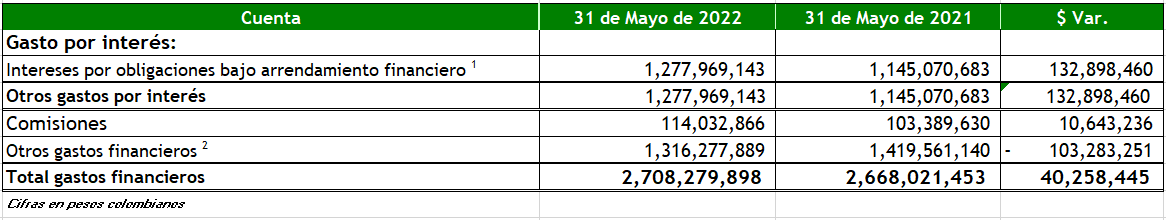 Cuenta 31 de Mayo de 2022 31 de Mayo de 2021 $ Var.
Gasto por interés:
Intereses por obligaciones bajo arrendamiento financiero 1 1,277,969,143 1,145,070,683 132,898,460
Otros gastos por interés 1,277,969,143 1,145,070,683 132,898,460
Comisiones 114,032,866 103,389,630 10,643,236
Otros gastos financieros 2 1,316,277,889 1,419,561,140 - 103,283,251
Total gastos financieros 2,708,279,898 2,668,021,453 40,258,445
Cifras en pesos colombianos